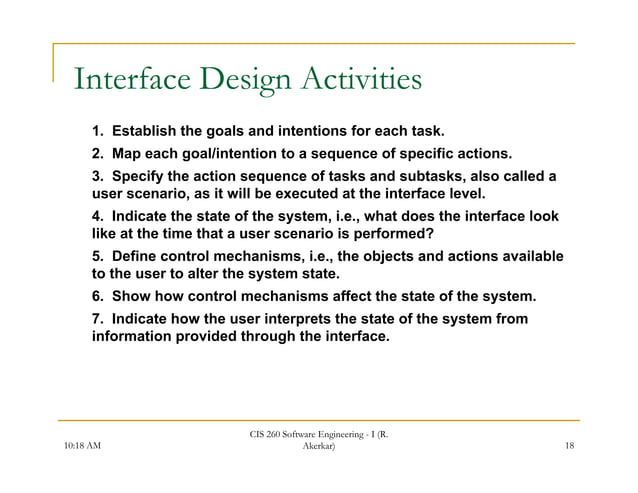 Interface Design Activities
1. Establish the goals and intentions for each task.
2. Map each goal/intention to a sequence of specific actions.
3. Specify the action sequence of tasks and subtasks, also called a
user scenario, as it will be executed at the interface level.
4. Indicate the state of the system, i.e., what does the interface look
like at the time that a user scenario is performed?
5. Define control mechanisms, i.e., the objects and actions available
to the user to alter the system state.
6. Show how control mechanisms affect the state of the system.
7. Indicate how the user interprets the state of the system from
information provided through the interface.
CIS 260 Software Engineering - I (R.
10:18 AM Akerkar) 18